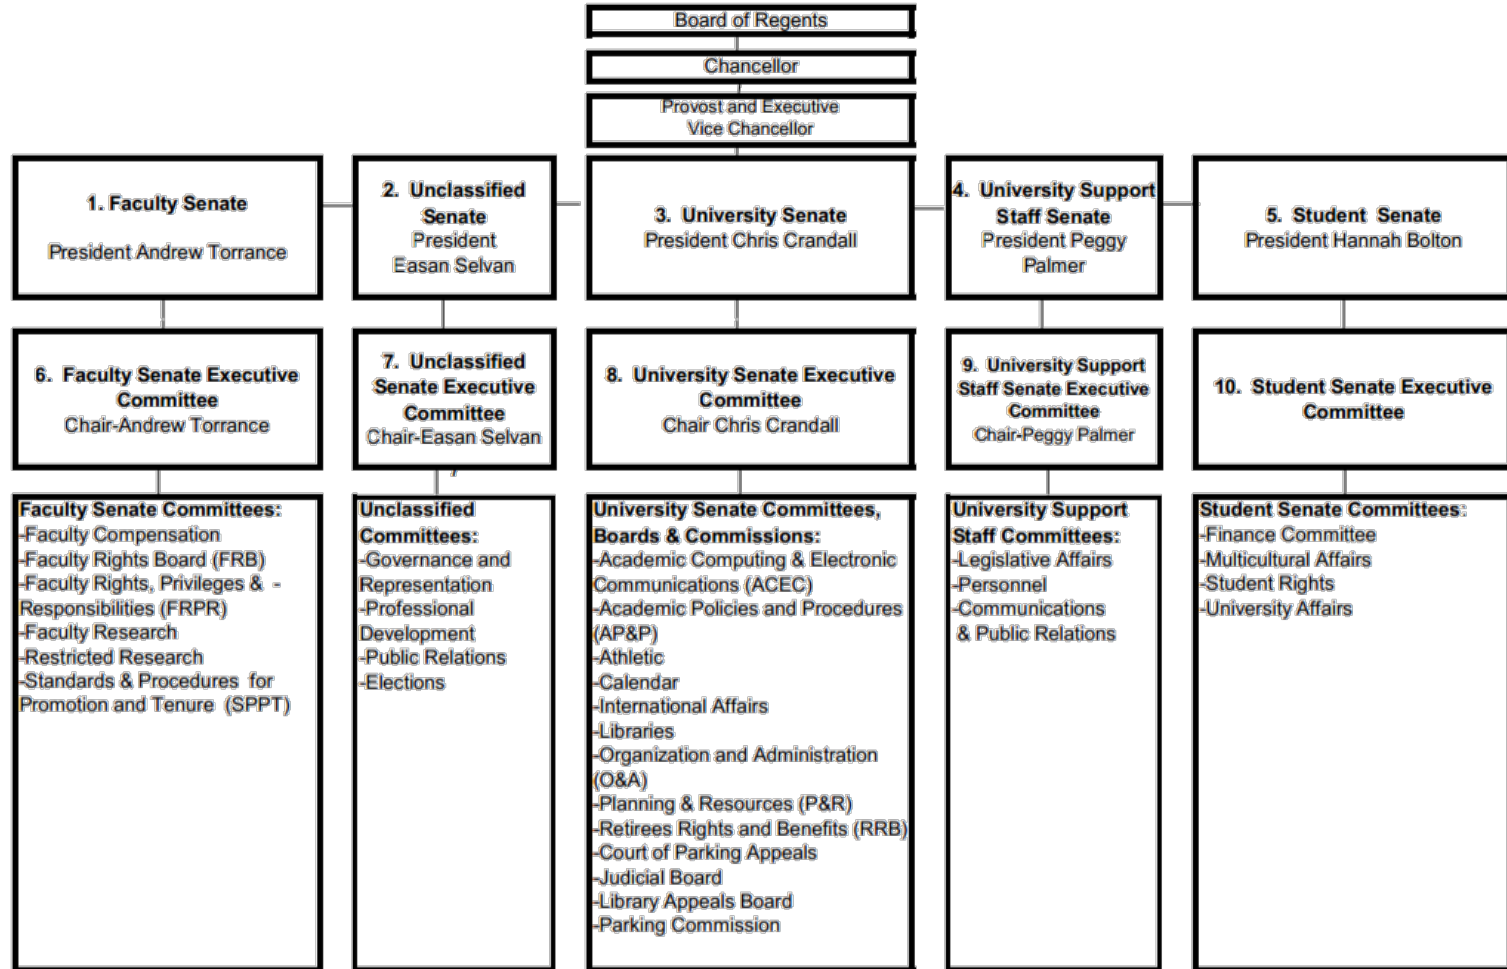 Board of Regents
Chancellor
Provost and Executive
Vice Chancellor
1. Faculty Senate
President Andrew Torrance
2. Unclassified
Senate
President
Easan Selvan
3. University Senate
President Chris Crandall
4. University Support
Staff Senate
President Peggy
Palmer
5. Student Senate
President Hannah Bolton
6. Faculty Senate Executive
Committee
Chair-Andrew Torrance
7. Unclassified
Senate Executive
Committee
Chair-Easan Selvan
8. University Senate Executive
Committee
Chair Chris Crandall
9. University Support
Staff Senate Executive
Committee
Chair-Peggy Palmer
10. Student Senate Executive
Committee
Faculty Senate Committees:
-Faculty Compensation
-Faculty Rights Board (FRB)
-Faculty Rights, Privileges & -
Responsibilities (FRPR)
-Faculty Research
-Restricted Research
-Standards & Procedures for
Promotion and Tenure (SPPT)
Unclassified
Committees:
-Governance and
Representation
-Professional
Development
-Public Relations
-Elections
University Senate Committees,
Boards & Commissions:
-Academic Computing & Electronic
Communications (ACEC)
-Academic Policies and Procedures
(AP&P)
-Athletic
-Calendar
-International Affairs
-Libraries
-Organization and Administration
(O&A)
-Planning & Resources (P&R)
-Retirees Rights and Benefits (RRB)
-Court of Parking Appeals
-Judicial Board
-Library Appeals Board
-Parking Commission
University Support
Staff Committees:
-Legislative Affairs
-Personnel
-Communications
& Public Relations
Student Senate Committees:
-Finance Committee
-Multicultural Affairs
-Student Rights
-University Affairs